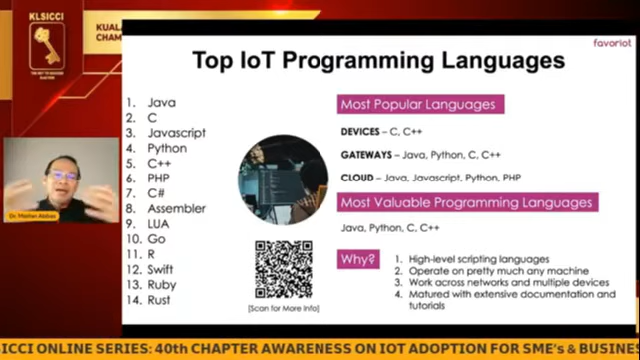 KLSICCI
KUALA
CHAM
favoriot
Top IoT Programming Languages
1. Java
2. C
3. Javascript
4. Python
5. C++
6. PHP
7. C#
8. Assembler
9. LUA
10. Go
11. R
12. Swift
13. Ruby
14. Rust
[Scan for More Info]
Most Popular Languages
DEVICES – C, C++
GATEWAYS – Java, Python, C, C++
CLOUD – Java, Javascript, Python, PHP
Most Valuable Programming Languages
Java, Python, C, C++
Why?
1. High-level scripting languages
2. Operate on pretty much any machine
3. Work across networks and multiple devices
4. Matured with extensive documentation and
tutorials
Dr. Mazlan Abbas
SICCI ONLINE SERIES: 40th CHAPTER AWARENESS ON IOT ADOPTION FOR SME's & BUSINE